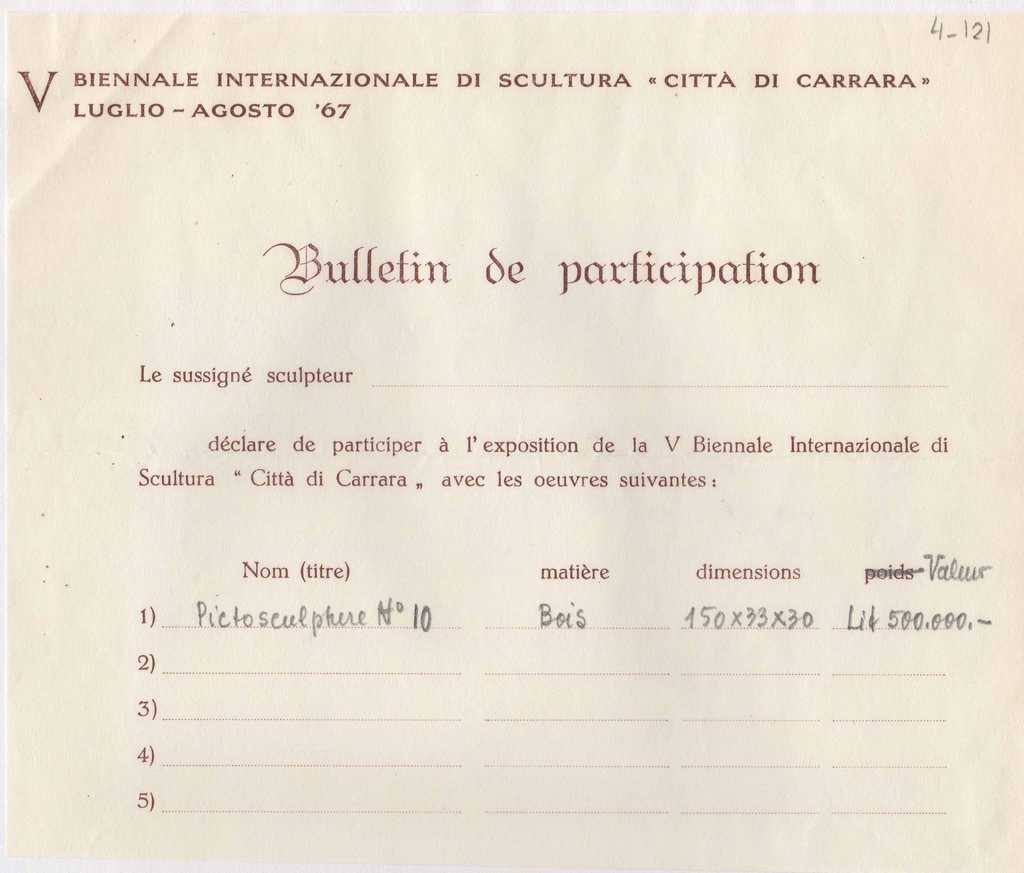 4-121
V BIENNALE INTERNAZIONALE DI SCULTURA « CITTÀ DI CARRARA »
LUGLIO – AGOSTO '67
Bulletin de participation
Le sussigné sculpteur
déclare de participer à l'exposition de la V Biennale Internazionale di
Scultura “ Città di Carrara „ avec les oeuvres suivantes :
Nom (titre) matière dimensions poids Valeur
1) Pictosculphere No 10 Bois 150x33x30 Lit 500.000.-
2)
3)
4)
5)